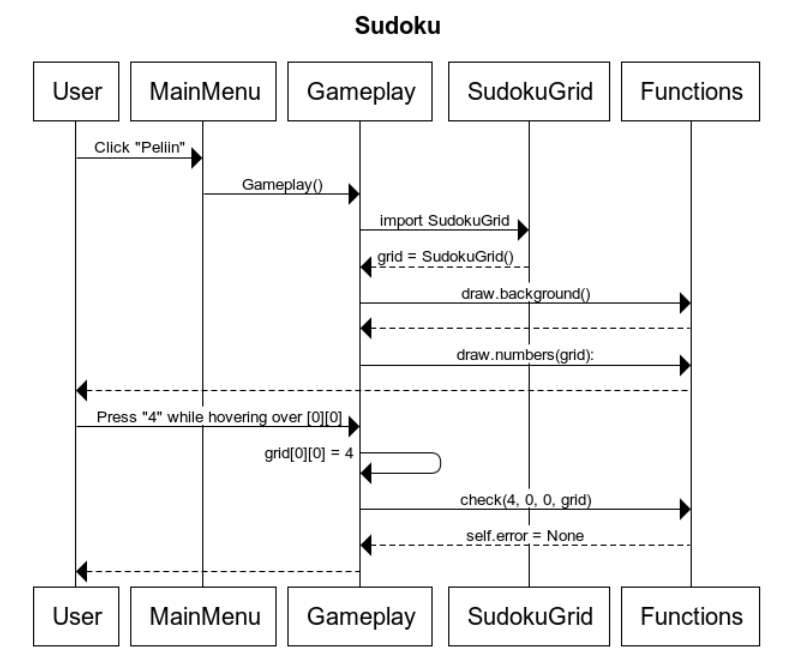 Sudoku
User MainMenu Gameplay SudokuGrid Functions
Click "Peliin"
Gameplay()
import SudokuGrid
grid = SudokuGrid()
draw.background()
draw.numbers(grid):
Press "4" while hovering over [0][0]
grid[0][0] = 4
check(4, 0, 0, grid)
self.error = None
User MainMenu Gameplay SudokuGrid Functions